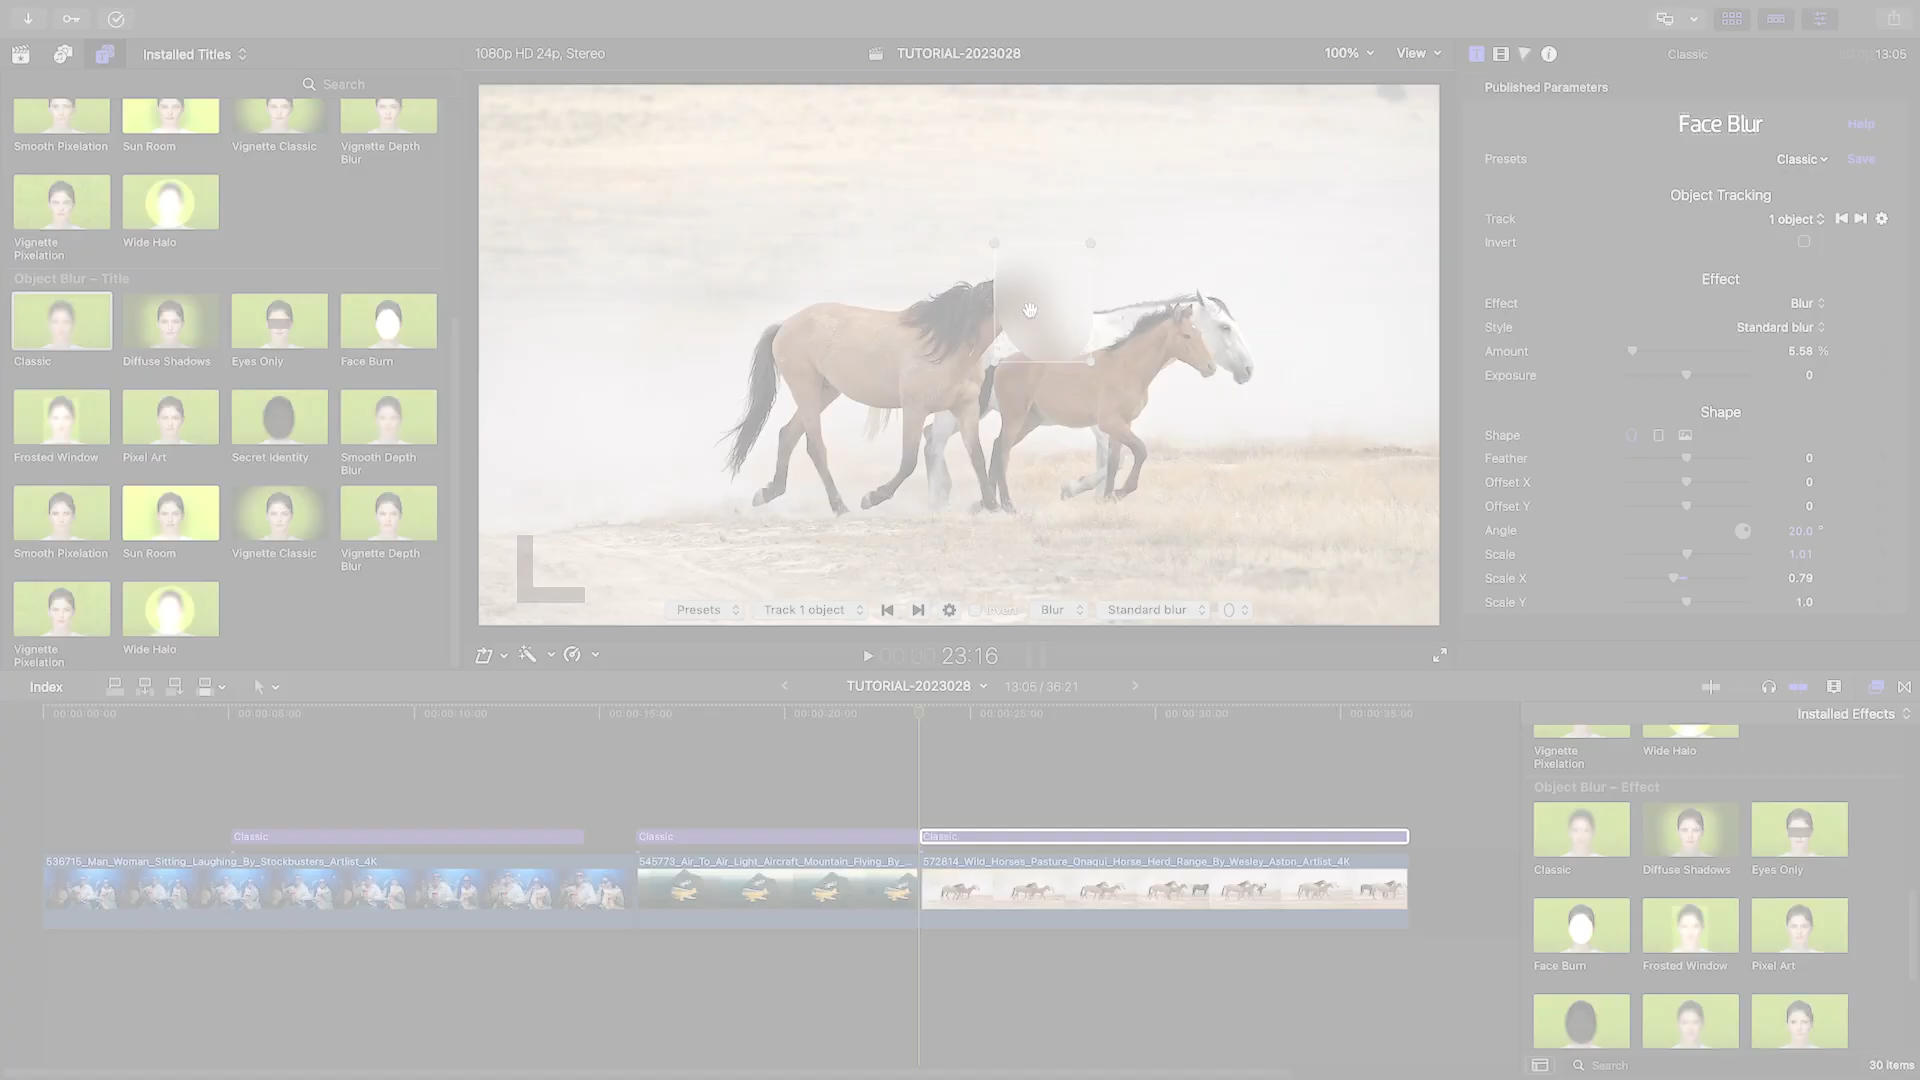 Installed Titles
1080p HD 24p, Stereo
TUTORIAL-2023028
100%
View
Classic
13:05
Search
Published Parameters
Smooth Pixelation
Sun Room
Vignette Classic
Vignette Depth
Blur
Face Blur
Help
Presets
Classic
Save
Object Tracking
Track
1 object
Invert
Vignette
Pixelation
Wide Halo
Object Blur – Title
Classic
Diffuse Shadows
Eyes Only
Face Burn
Effect
Effect
Blur
Style
Standard blur
Amount
5.58 %
Exposure
0
Shape
Shape
Feather
0
Offset X
0
Offset Y
0
Angle
20.0 °
Scale
1.01
Scale X
0.79
Scale Y
1.0
Frosted Window
Pixel Art
Secret Identity
Smooth Depth
Blur
Smooth Pixelation
Sun Room
Vignette Classic
Vignette Depth
Blur
Vignette
Pixelation
Wide Halo
Presets
Track 1 object
Invert
Blur
Standard blur
00:00:23:16
Index
TUTORIAL-2023028
13:05 / 36:21
00:00:00:00
00:00:05:00
00:00:10:00
00:00:15:00
00:00:20:00
00:00:25:00
00:00:30:00
00:00:35:00
Installed Effects
Vignette
Pixelation
Wide Halo
Object Blur – Effect
Classic
Diffuse Shadows
Eyes Only
Face Burn
Frosted Window
Pixel Art
Classic
Classic
Classic
536715_Man_Woman_Sitting_Laughing_By_Stockbusters_Artlist_4K
545773_Air_To_Air_Light_Aircraft_Mountain_Flying_By_...
572814_Wild_Horses_Pasture_Onaqui_Horse_Herd_Range_By_Wesley_Aston_Artlist_4K
Search
30 items